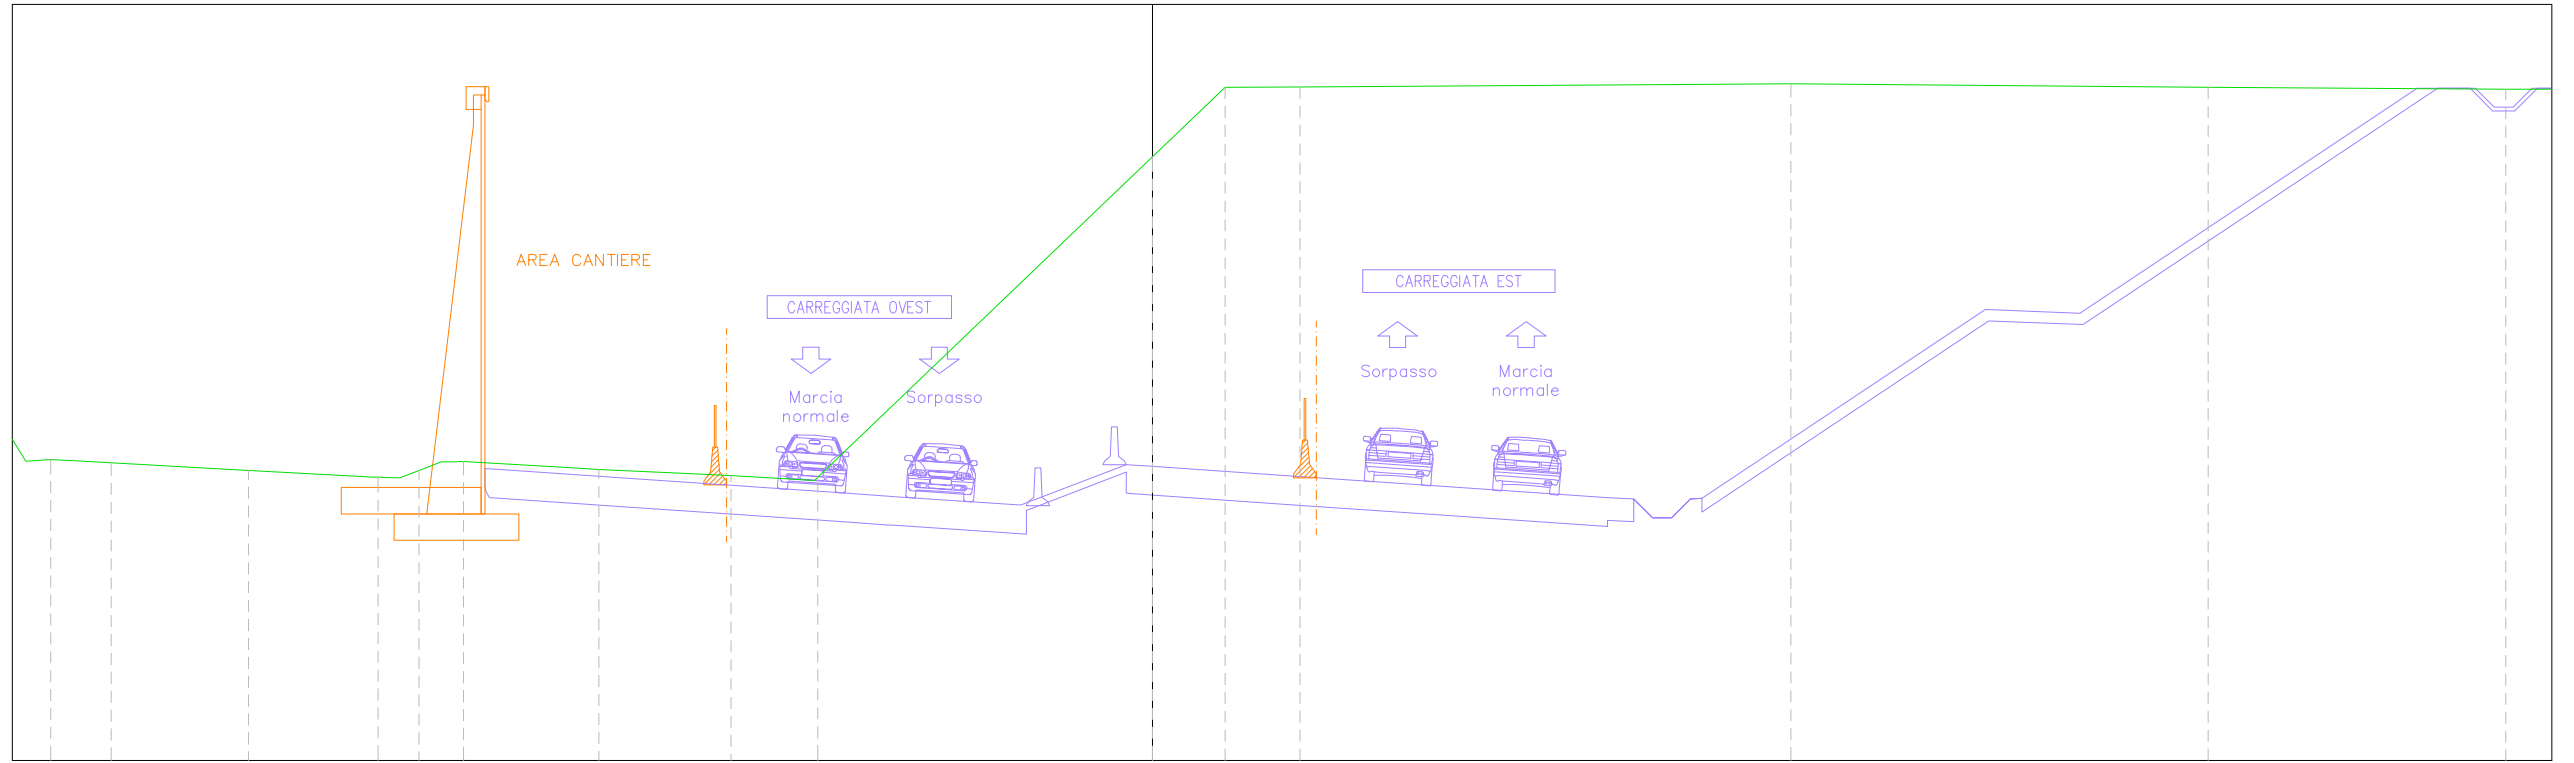 AREA CANTIERE
CARREGGIATA OVEST
Marcia
normale
Sorpasso
CARREGGIATA EST
Sorpasso
Marcia
normale